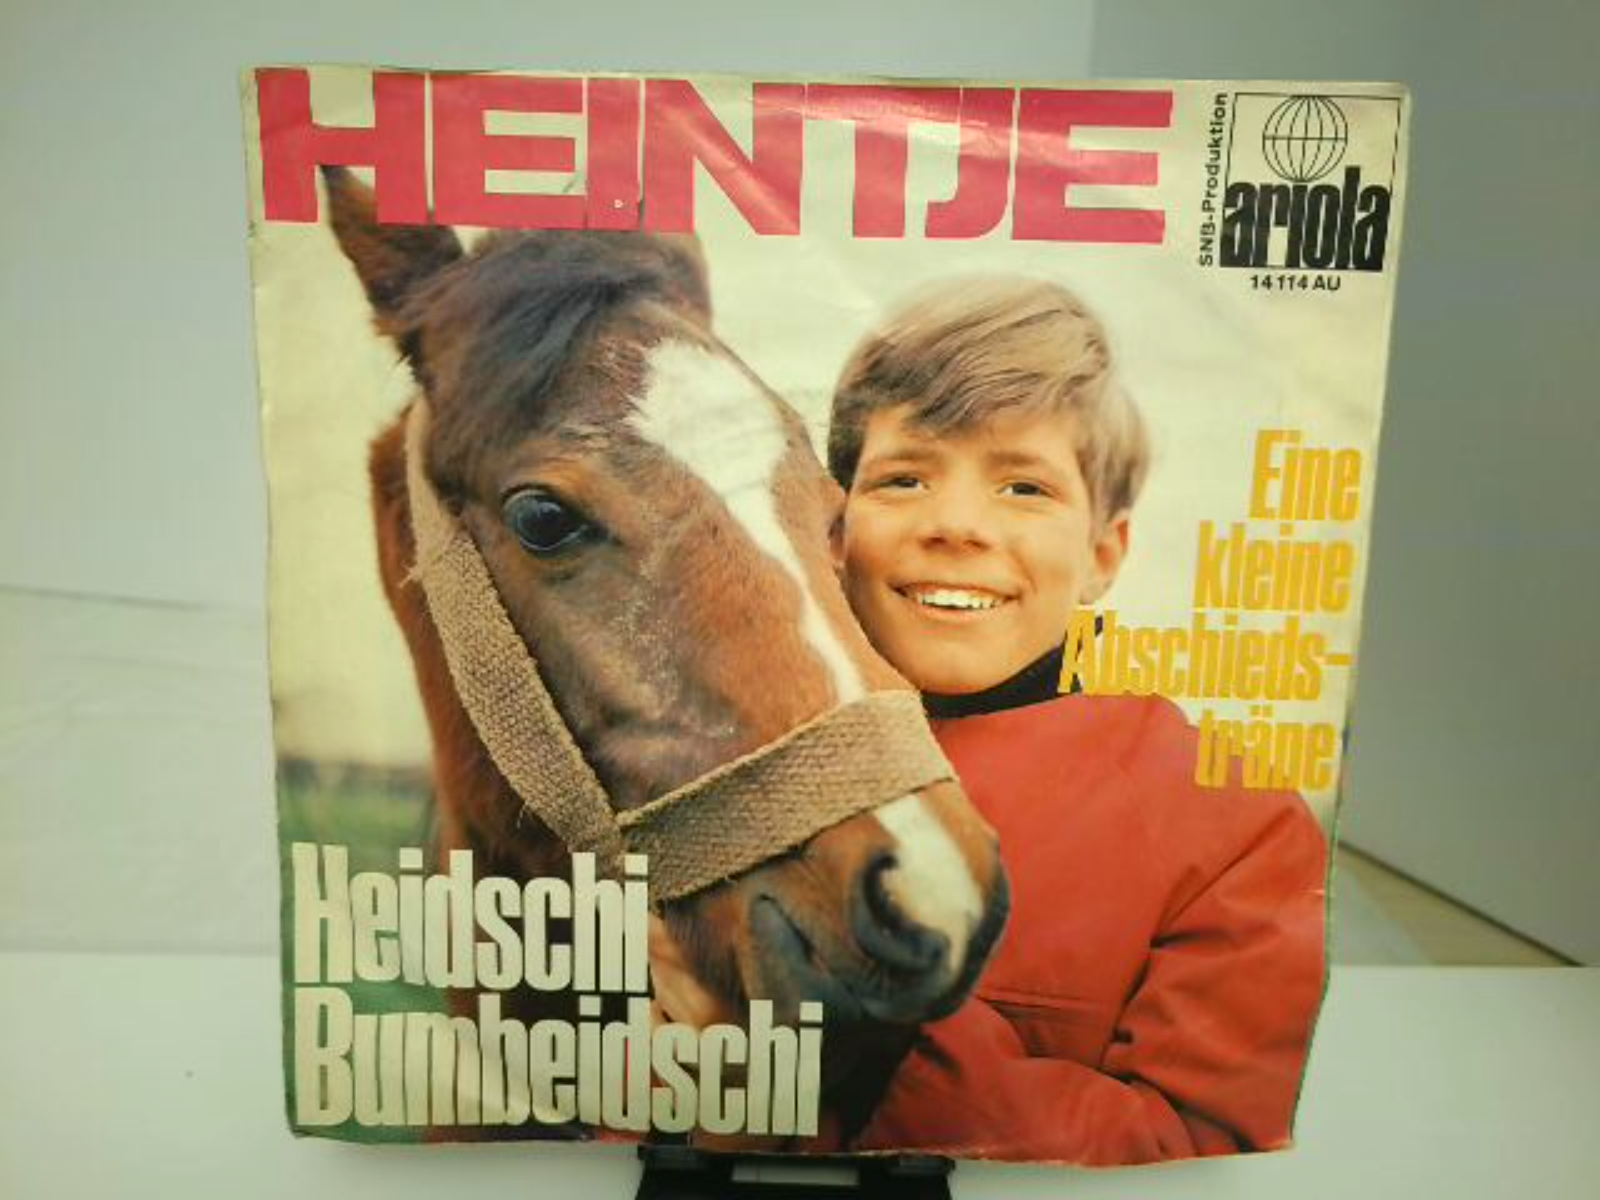 HEINTJE
SNB-Produktion
ariola
14 114 AU
Eine
kleine
Abschieds-
träne
Heidschi
Bumbeidschi